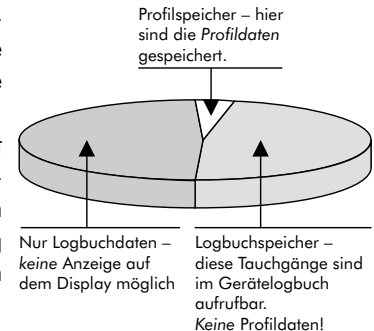 Profilspeicher – hier
sind die Profildaten
gespeichert.
Nur Logbuchdaten –
keine Anzeige auf
dem Display möglich
Logbuchspeicher –
diese Tauchgänge sind
im Gerätelogbuch
aufrufbar.
Keine Profildaten!